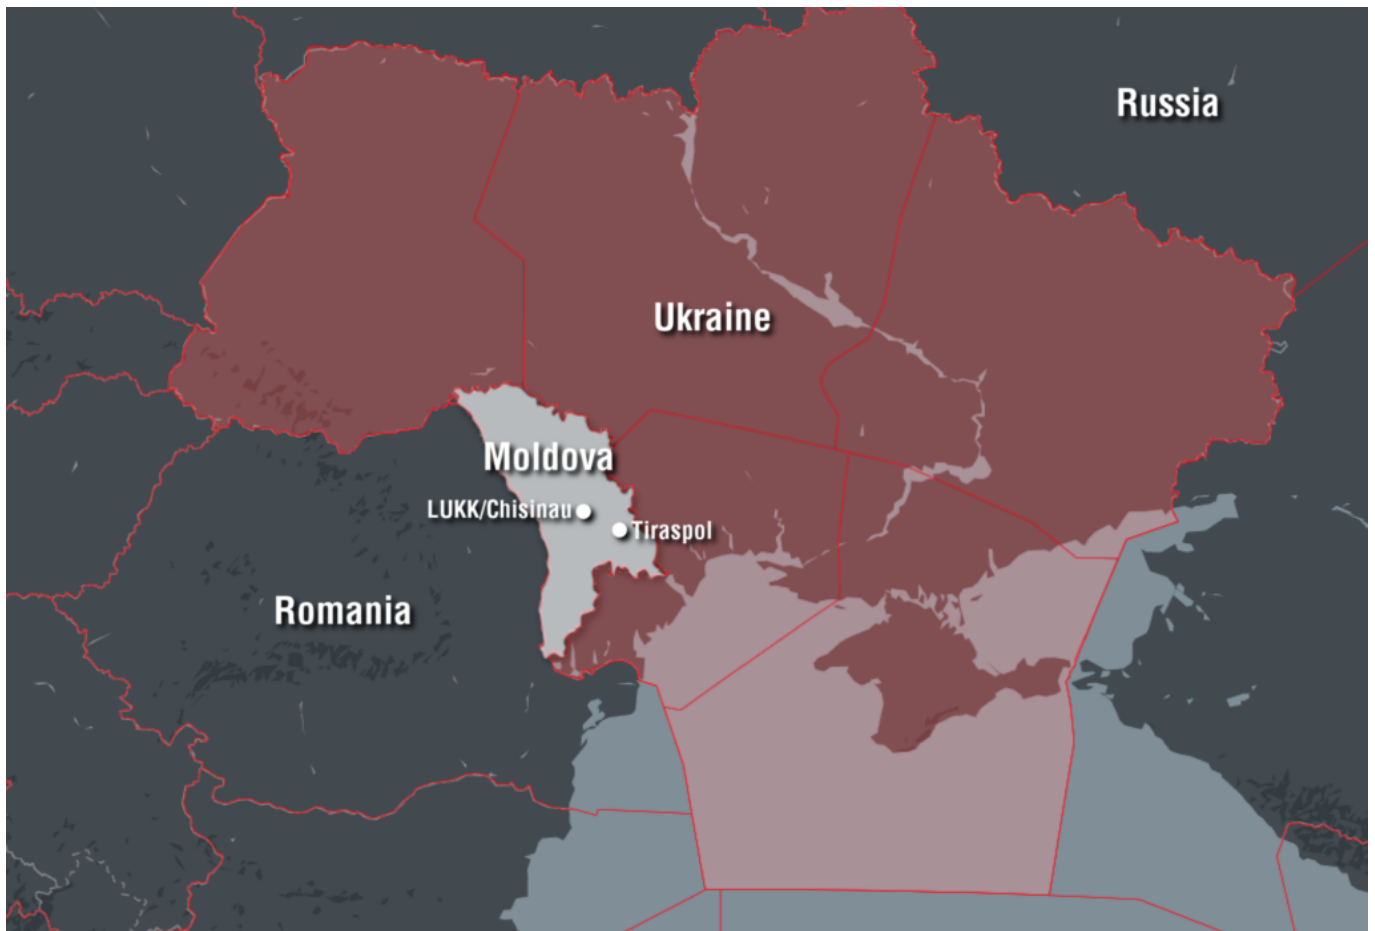 Russia
Ukraine
Moldova
LUKK/Chisinau
Tiraspol
Romania